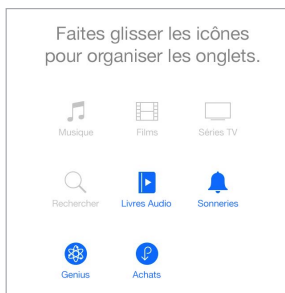 Faites glisser les icônes
pour organiser les onglets.
Musique Films Séries TV
Rechercher Livres Audio Sonneries
Genius Achats